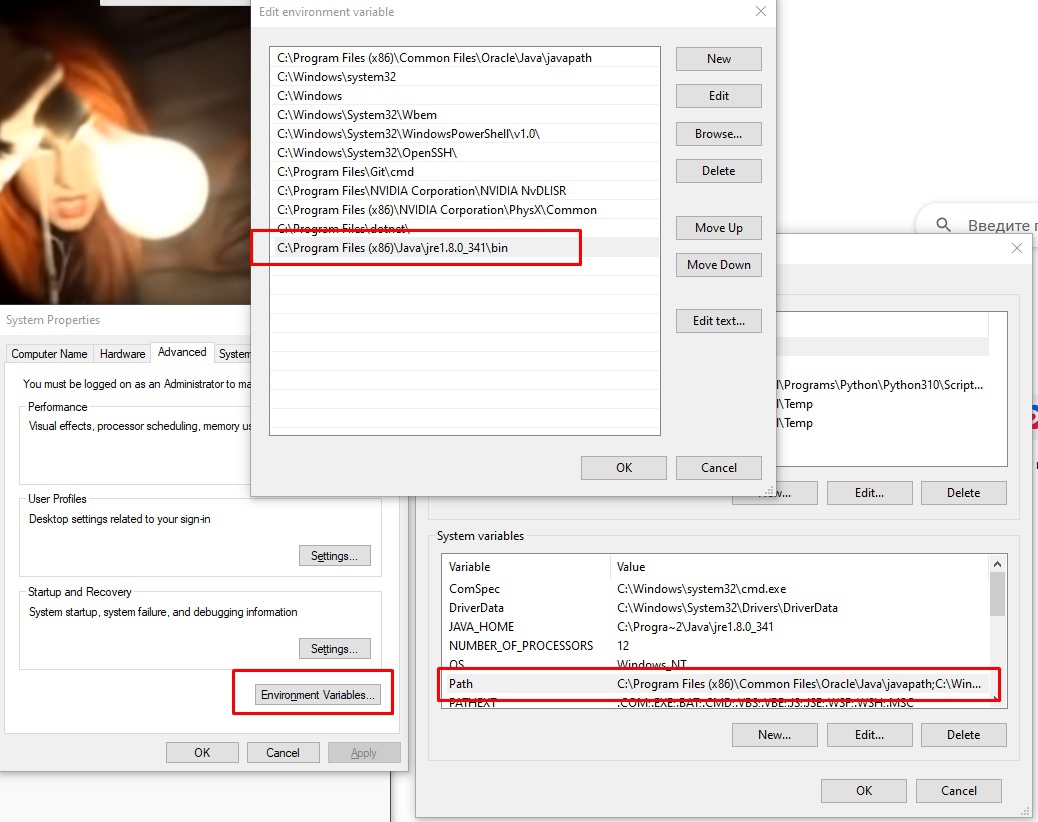 Edit environment variable
C:\Program Files (x86)\Common Files\Oracle\Java\javapath
C:\Windows\system32
C:\Windows
C:\Windows\System32\Wbem
C:\Windows\System32\WindowsPowerShell\v1.0\
C:\Windows\System32\OpenSSH\
C:\Program Files\Git\cmd
C:\Program Files\NVIDIA Corporation\NVIDIA NvDLISR
C:\Program Files (x86)\NVIDIA Corporation\PhysX\Common
C:\Program Files\dotnet\
C:\Program Files (x86)\Java\jre1.8.0_341\bin
New
Edit
Browse...
Delete
Move Up
Move Down
Edit text...
OK
Cancel
Введите п
System Properties
Computer Name
Hardware
Advanced
System
You must be logged on as an Administrator to ma
Performance
Visual effects, processor scheduling, memory us
User Profiles
Desktop settings related to your sign-in
Settings...
Startup and Recovery
System startup, system failure, and debugging information
Settings...
Environment Variables...
OK
Cancel
Apply
l\Programs\Python\Python310\Script...
l\Temp
l\Temp
w...
Edit...
Delete
System variables
Variable Value
ComSpec C:\Windows\system32\cmd.exe
DriverData C:\Windows\System32\Drivers\DriverData
JAVA_HOME C:\Progra~2\Java\jre1.8.0_341
NUMBER_OF_PROCESSORS 12
OS Windows_NT
Path C:\Program Files (x86)\Common Files\Oracle\Java\javapath;C:\Win...
PATHEXT .COM;.EXE;.BAT;.CMD;.VBS;.VBE;.JS;.JSE;.WSF;.WSH;.MSC
New...
Edit...
Delete
OK
Cancel